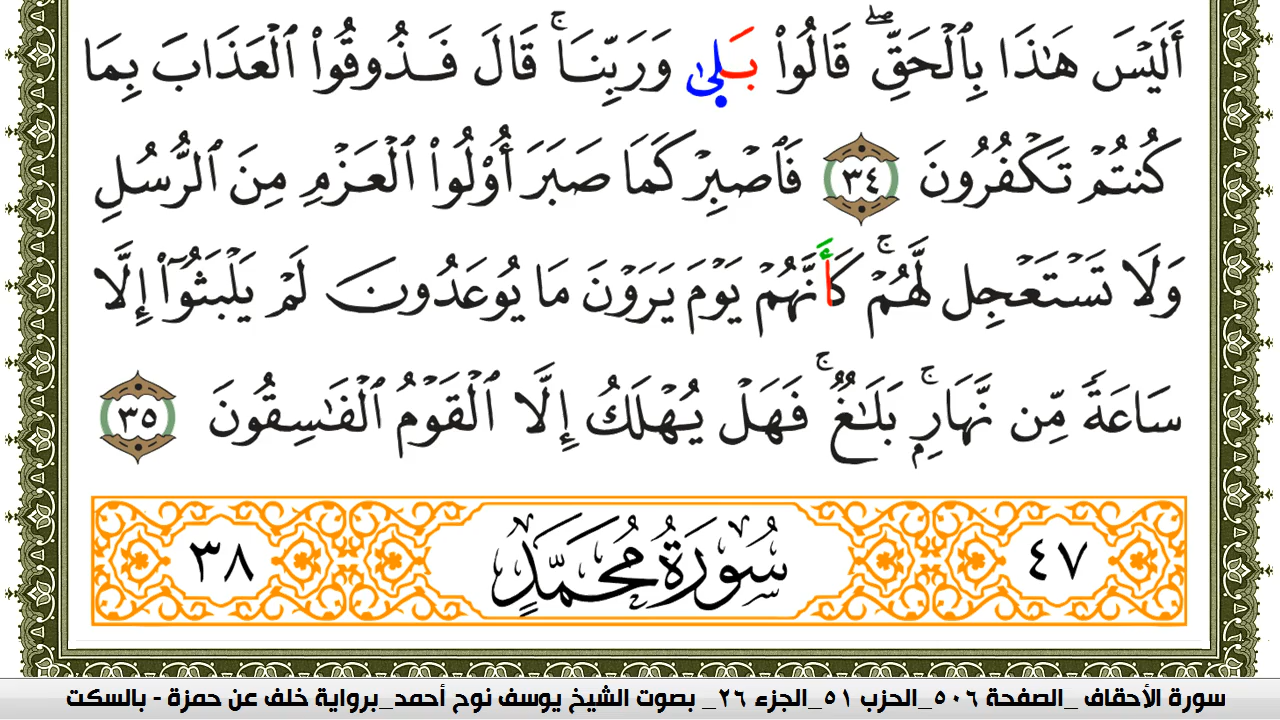 أَلَيْسَ هَٰذَا بِٱلْحَقِّۖ قَالُواْ بَلٜىٰ وَرَبِّنَاۚ قَالَ فَذُوقُواْ ٱلْعَذَابَ بِمَا
كُنتُمْ تَكْفُرُونَ ٣٤ فَٱصْبِرْ كَمَا صَبَرَ أُوْلُواْ ٱلْعَزْمِ مِنَ ٱلرُّسُلِ
وَلَا تَسْتَعْجِل لَّهُمْۚ كَأَنَّهُمْ يَوْمَ يَرَوْنَ مَا يُوعَدُونَ لَمْ يَلْبَثُوٓاْ إِلَّا
سَاعَةً مِّن نَّهَارِۭۚ بَلَٰغٌۚ فَهَلْ يُهْلَكُ إِلَّا ٱلْقَوْمُ ٱلْفَٰسِقُونَ ٣٥
٤٧ سُورَةُ مُحَمَّدٍ ٣٨
سورة الأحقاف _الصفحة ٥٠٦_الحزب ٥١_الجزء ٢٦_ بصوت الشيخ يوسف نوح أحمد_برواية خلف عن حمزة - بالسكت